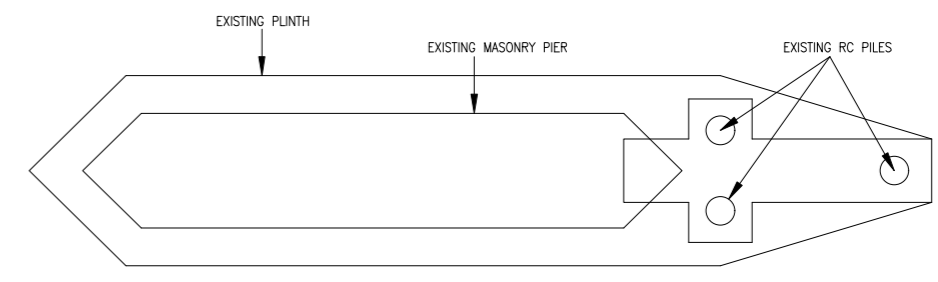 EXISTING PLINTH
EXISTING MASONRY PIER
EXISTING RC PILES